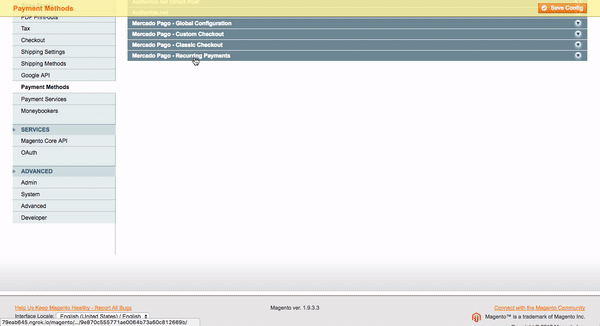 Payment Methods
Save Config
PDF Print-outs
Tax
Checkout
Shipping Settings
Shipping Methods
Google API
Payment Methods
Payment Services
Moneybookers
SERVICES
Magento Core API
OAuth
ADVANCED
Admin
System
Advanced
Developer
Authorize.net
Mercado Pago - Global Configuration
Mercado Pago - Custom Checkout
Mercado Pago - Classic Checkout
Mercado Pago - Recurring Payments
Help Us Keep Magento Healthy - Report All Bugs
Interface Locale: English (United States) / English
Magento ver. 1.9.3.3
Connect with the Magento Community
Magento™ is a trademark of Magento Inc.
79eab645.ngrok.io/magento/.../9e870c555771ae0064b73a60c812669b/